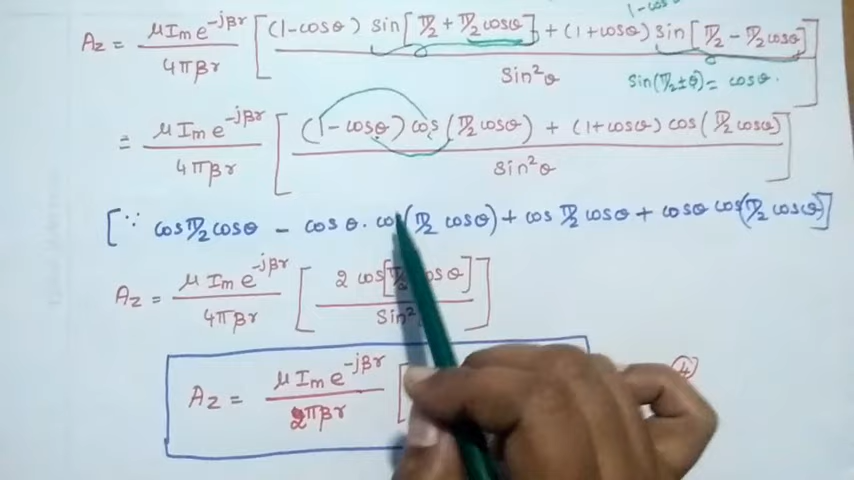 1-cosθ
Az = μIm e^-jβr / 4πβr [ (1-cosθ) sin[π/2 + π/2 cosθ] + (1+cosθ) sin[π/2 - π/2 cosθ] / sin²θ ]
sin(π/2±θ) = cosθ.
= μIm e^-jβr / 4πβr [ (1-cosθ) cos(π/2 cosθ) + (1+cosθ) cos(π/2 cosθ) / sin²θ ]
[∵ cos π/2 cosθ - cosθ. cos(π/2 cosθ) + cos π/2 cosθ + cosθ cos(π/2 cosθ)]
Az = μIm e^-jβr / 4πβr [ 2 cos[π/2 cosθ] / sin² ]
Az = μIm e^-jβr / 2πβr [ 4